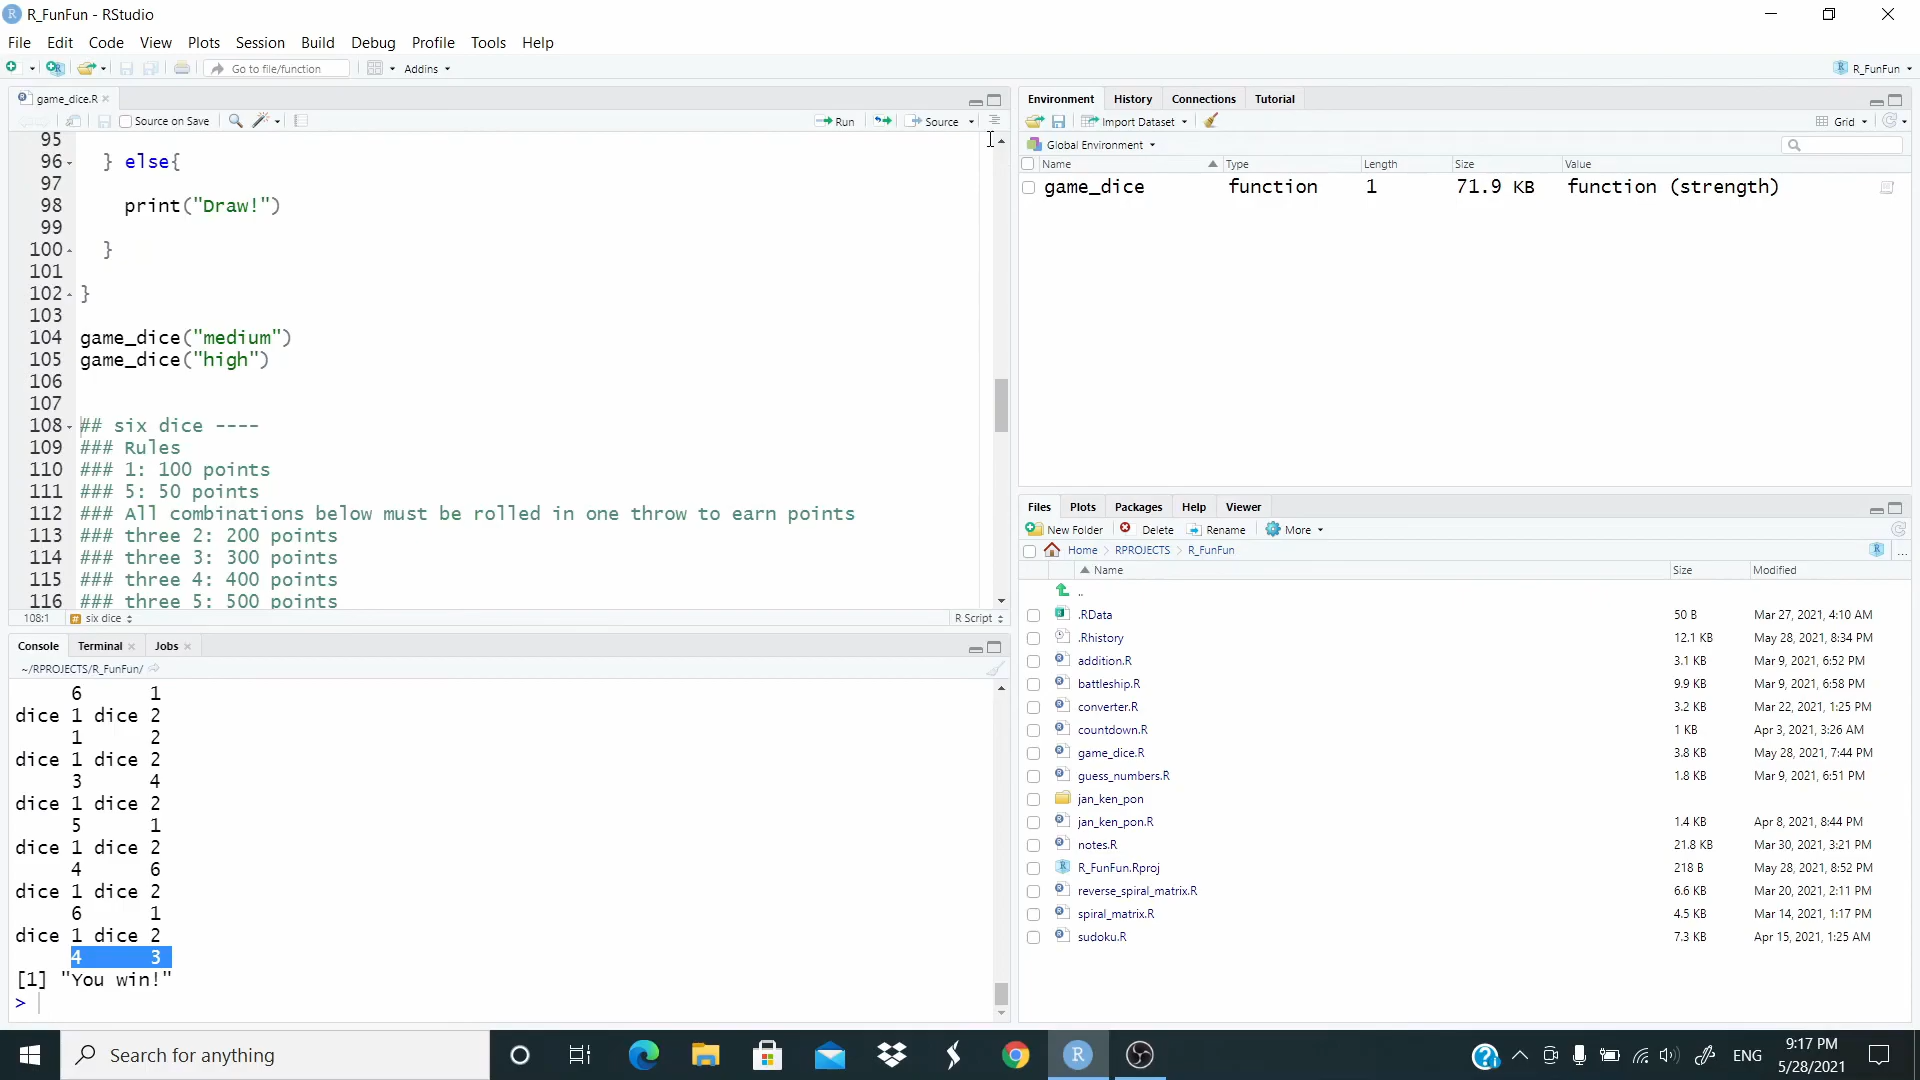 R_FunFun - RStudio
File Edit Code View Plots Session Build Debug Profile Tools Help
Go to file/function Addins R_FunFun
game_dice.R
Source on Save Run Source
95
96 } else{
97
98 print("Draw!")
99
100 }
101
102 }
103
104 game_dice("medium")
105 game_dice("high")
106
107
108 ## six dice ----
109 ### Rules
110 ### 1: 100 points
111 ### 5: 50 points
112 ### All combinations below must be rolled in one throw to earn points
113 ### three 2: 200 points
114 ### three 3: 300 points
115 ### three 4: 400 points
116 ### three 5: 500 points
108:1 six dice R Script
Console Terminal Jobs
~/RPROJECTS/R_FunFun/
6 1
dice 1 dice 2
1 2
dice 1 dice 2
3 4
dice 1 dice 2
5 1
dice 1 dice 2
4 6
dice 1 dice 2
6 1
dice 1 dice 2
4 3
[1] "You win!"
>
Environment History Connections Tutorial
Import Dataset Grid
Global Environment
Name Type Length Size Value
game_dice function 1 71.9 KB function (strength)
Files Plots Packages Help Viewer
New Folder Delete Rename More
Home RPROJECTS R_FunFun ...
Name Size Modified
..
.RData 50 B Mar 27, 2021, 4:10 AM
.Rhistory 12.1 KB May 28, 2021, 8:34 PM
addition.R 3.1 KB Mar 9, 2021, 6:52 PM
battleship.R 9.9 KB Mar 9, 2021, 6:58 PM
converter.R 3.2 KB Mar 22, 2021, 1:25 PM
countdown.R 1 KB Apr 3, 2021, 3:26 AM
game_dice.R 3.8 KB May 28, 2021, 7:44 PM
guess_numbers.R 1.8 KB Mar 9, 2021, 6:51 PM
jan_ken_pon
jan_ken_pon.R 1.4 KB Apr 8, 2021, 8:44 PM
notes.R 21.8 KB Mar 30, 2021, 3:21 PM
R_FunFun.Rproj 218 B May 28, 2021, 8:52 PM
reverse_spiral_matrix.R 6.6 KB Mar 20, 2021, 2:11 PM
spiral_matrix.R 4.5 KB Mar 14, 2021, 1:17 PM
sudoku.R 7.3 KB Apr 15, 2021, 1:25 AM
Search for anything
ENG
9:17 PM
5/28/2021